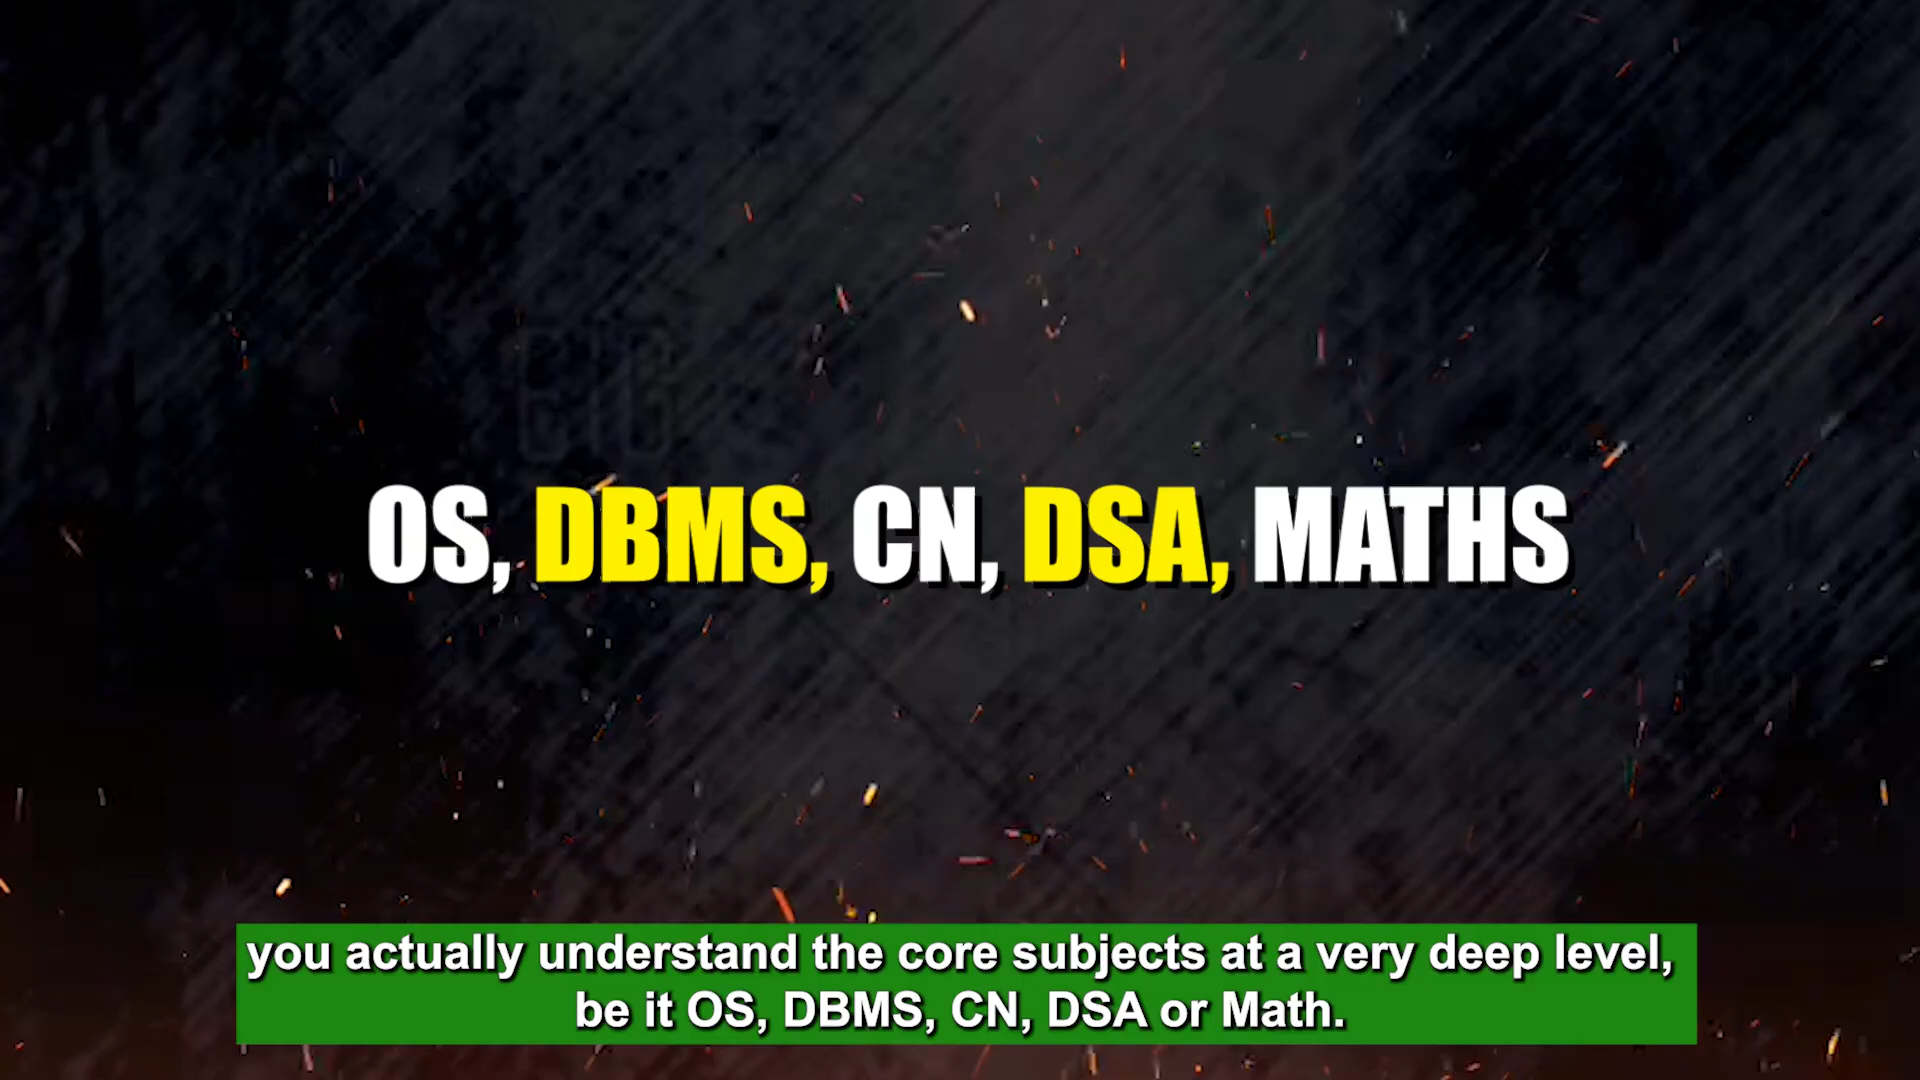 OS, DBMS, CN, DSA, MATHS
you actually understand the core subjects at a very deep level,
be it OS, DBMS, CN, DSA or Math.